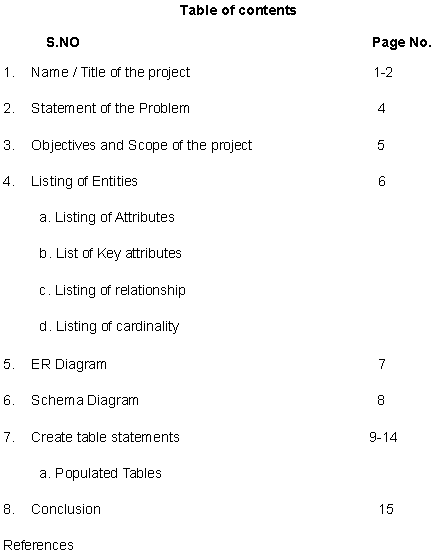 Table of contents
S.NO Page No.
1. Name / Title of the project 1-2
2. Statement of the Problem 4
3. Objectives and Scope of the project 5
4. Listing of Entities 6
a. Listing of Attributes
b. List of Key attributes
c. Listing of relationship
d. Listing of cardinality
5. ER Diagram 7
6. Schema Diagram 8
7. Create table statements 9-14
a. Populated Tables
8. Conclusion 15
References